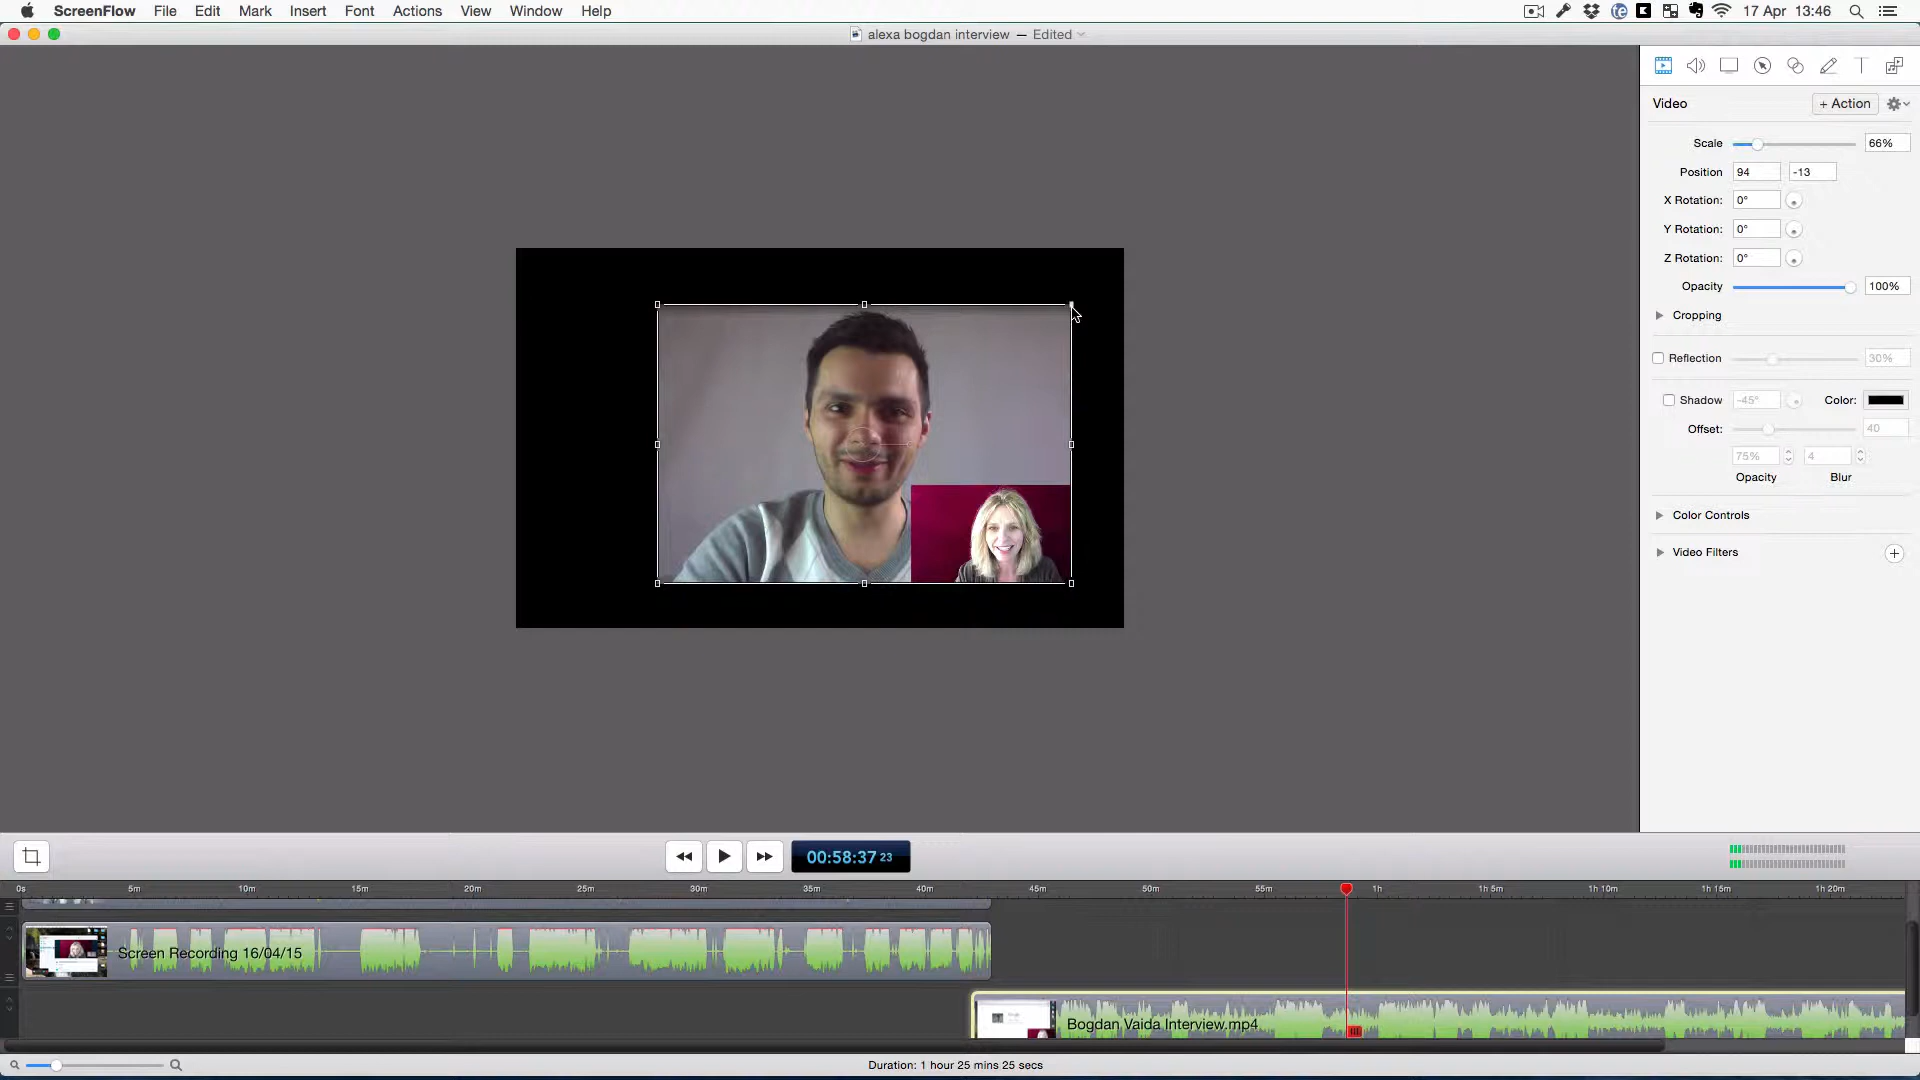 ScreenFlow File Edit Mark Insert Font Actions View Window Help
17 Apr 13:46
alexa bogdan interview — Edited
Video
+ Action
Scale 66%
Position 94 -13
X Rotation: 0°
Y Rotation: 0°
Z Rotation: 0°
Opacity 100%
Cropping
Reflection 30%
Shadow -45° Color:
Offset: 40
75% 4
Opacity Blur
Color Controls
Video Filters
00:58:37 23
0s 5m 10m 15m 20m 25m 30m 35m 40m 45m 50m 55m 1h 1h 5m 1h 10m 1h 15m 1h 20m
Screen Recording 16/04/15
Bogdan Vaida Interview.mp4
Duration: 1 hour 25 mins 25 secs